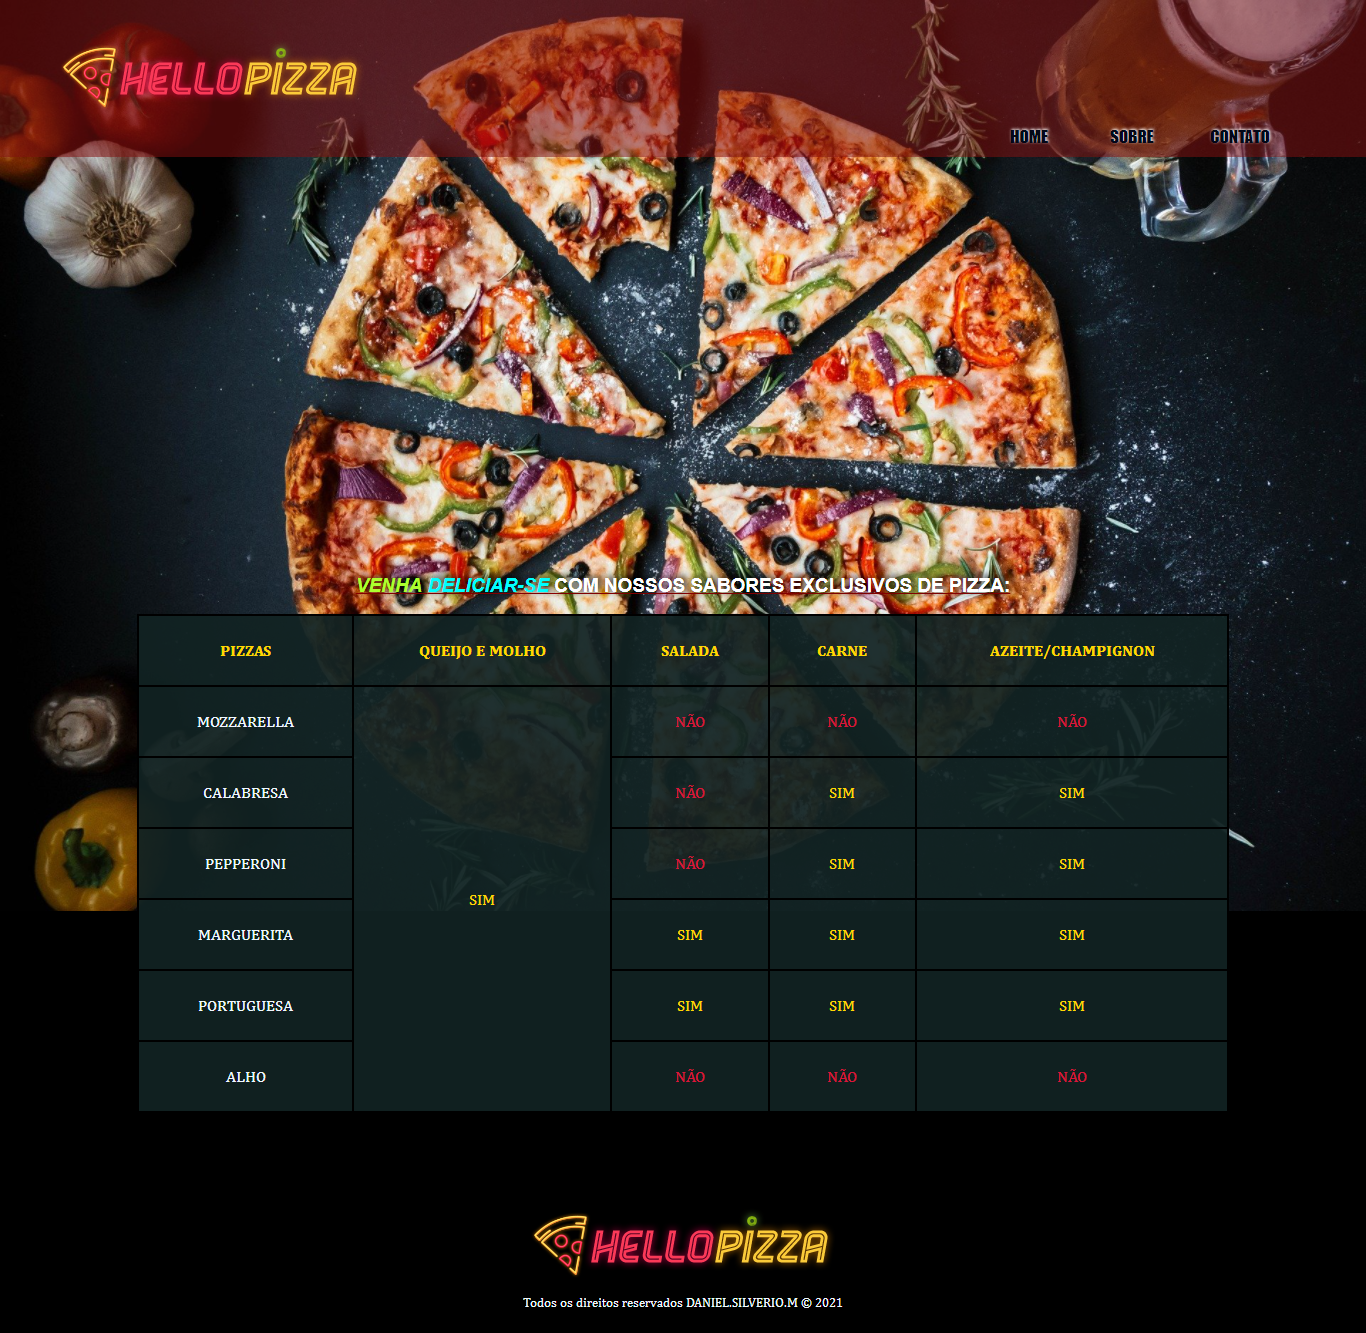 HELLOPIZZA
HOME SOBRE CONTATO
VENHA DELICIAR-SE COM NOSSOS SABORES EXCLUSIVOS DE PIZZA:
PIZZAS QUEIJO E MOLHO SALADA CARNE AZEITE/CHAMPIGNON
MOZZARELLA NÃO NÃO NÃO
CALABRESA NÃO SIM SIM
PEPPERONI NÃO SIM SIM
SIM
MARGUERITA SIM SIM SIM
PORTUGUESA SIM SIM SIM
ALHO NÃO NÃO NÃO
HELLOPIZZA
Todos os direitos reservados DANIEL.SILVERIO.M © 2021